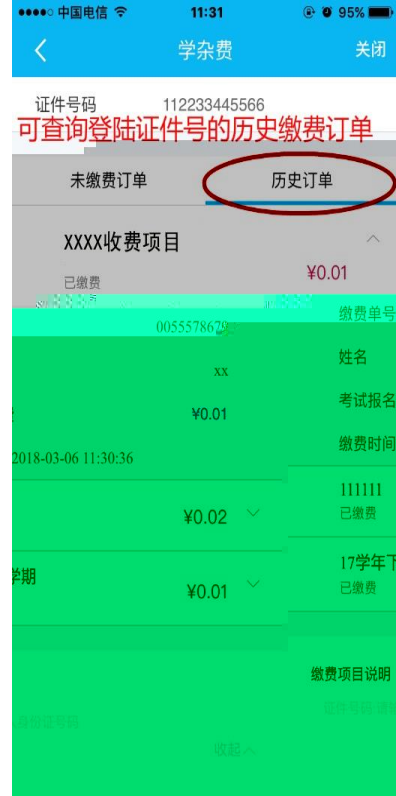 中国电信 11:31 95%
学杂费 关闭
证件号码 112233445566
可查询登陆证件号的历史缴费订单
未缴费订单 历史订单
XXXX收费项目
¥0.01
已缴费
缴费单号
姓名
xx
考试报名
¥0.01
缴费时间
2018-03-06 11:30:36
111111
¥0.02
已缴费
学期 17学年下
¥0.01 已缴费
缴费项目说明
身份证号码
收起